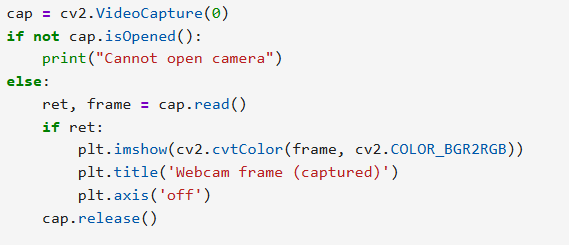 cap = cv2.VideoCapture(0)
if not cap.isOpened():
    print("Cannot open camera")
else:
    ret, frame = cap.read()
    if ret:
        plt.imshow(cv2.cvtColor(frame, cv2.COLOR_BGR2RGB))
        plt.title('Webcam frame (captured)')
        plt.axis('off')
    cap.release()